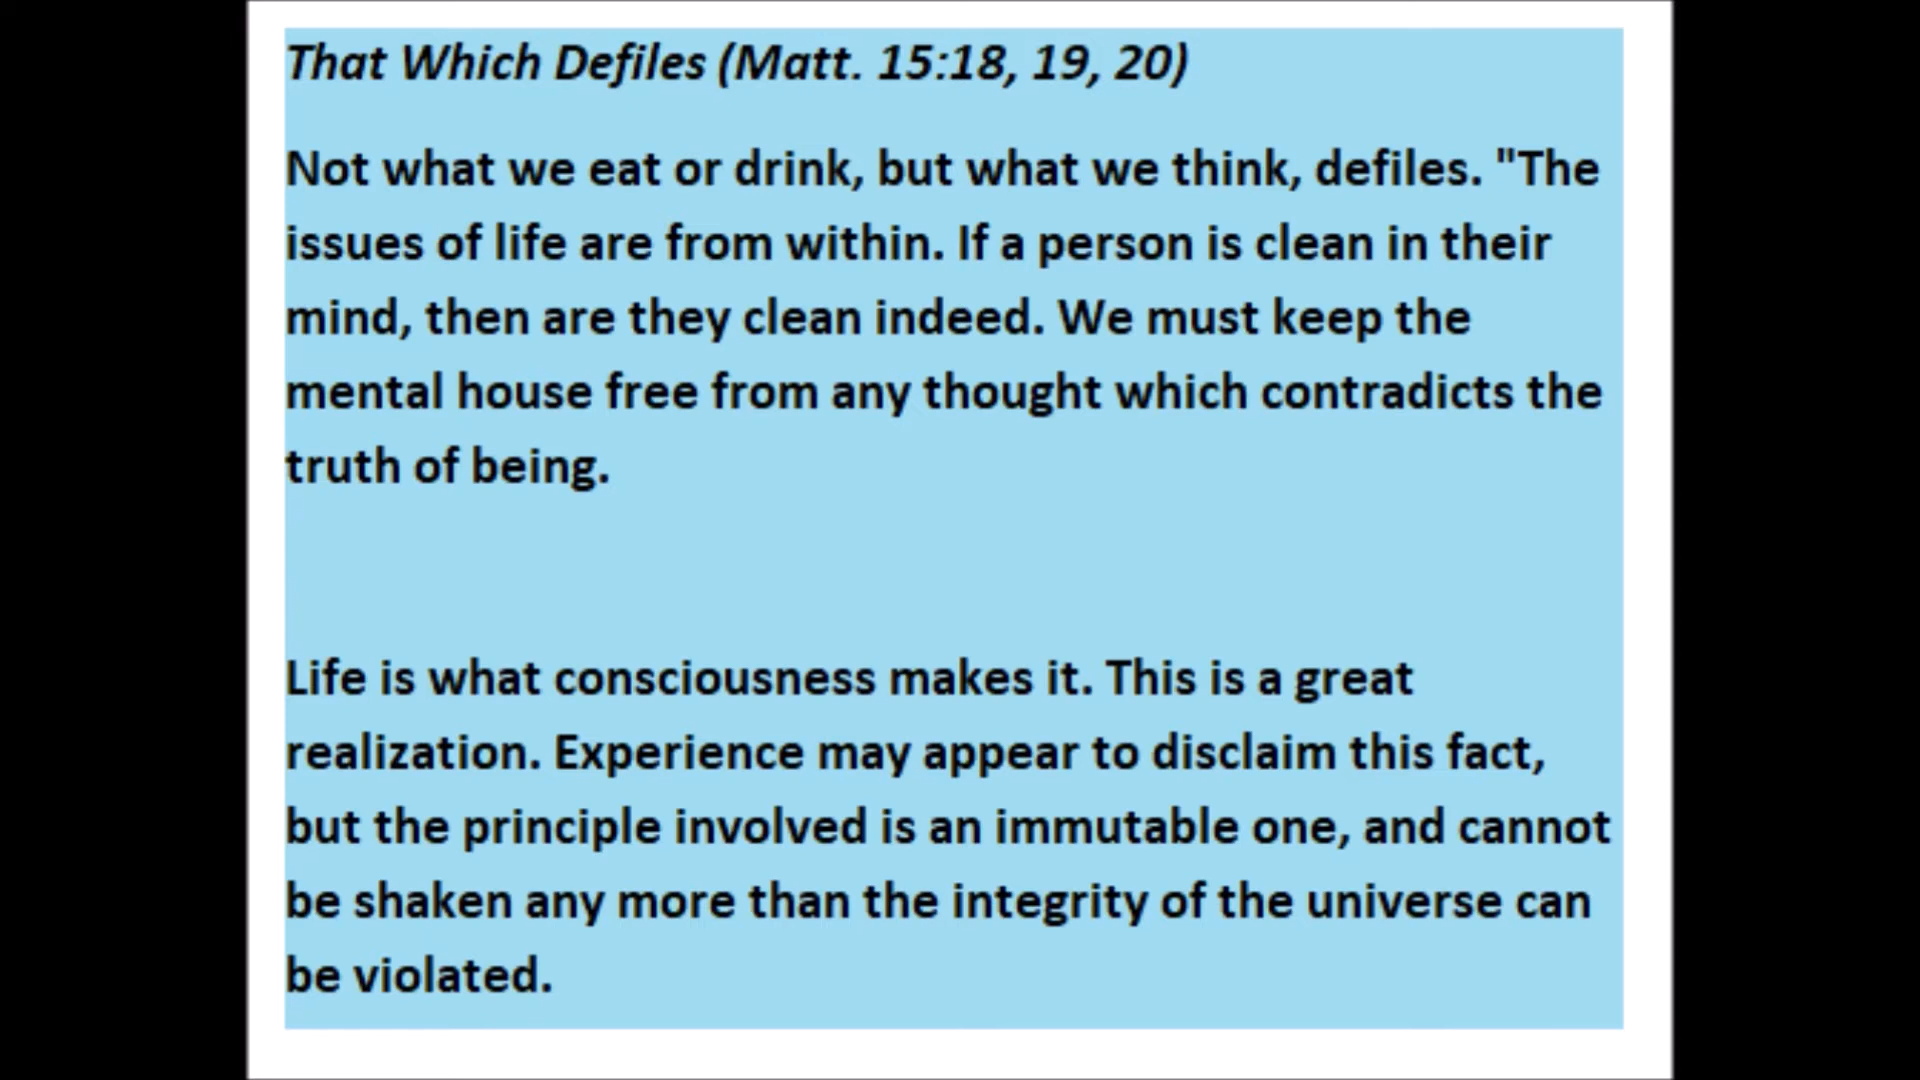 That Which Defiles (Matt. 15:18, 19, 20)
Not what we eat or drink, but what we think, defiles. "The
issues of life are from within. If a person is clean in their
mind, then are they clean indeed. We must keep the
mental house free from any thought which contradicts the
truth of being.
Life is what consciousness makes it. This is a great
realization. Experience may appear to disclaim this fact,
but the principle involved is an immutable one, and cannot
be shaken any more than the integrity of the universe can
be violated.